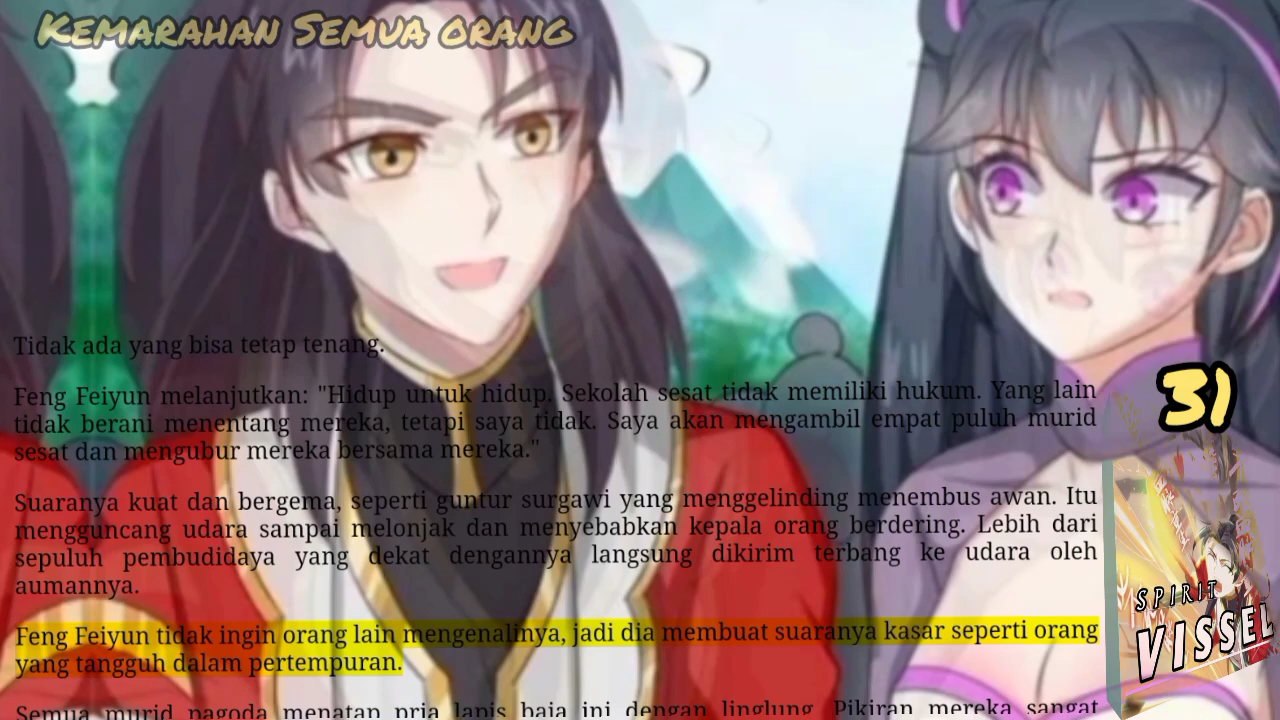 Kemarahan Semua orang
Tidak ada yang bisa tetap tenang.
Feng Feiyun melanjutkan: "Hidup untuk hidup. Sekolah sesat tidak memiliki hukum. Yang lain
tidak berani menentang mereka, tetapi saya tidak. Saya akan mengambil empat puluh murid
sesat dan mengubur mereka bersama mereka."
Suaranya kuat dan bergema, seperti guntur surgawi yang menggelinding menembus awan. Itu
mengguncang udara sampai melonjak dan menyebabkan kepala orang berdering. Lebih dari
sepuluh pembudidaya yang dekat dengannya langsung dikirim terbang ke udara oleh
aumannya.
Feng Feiyun tidak ingin orang lain mengenalinya, jadi dia membuat suaranya kasar seperti orang
yang tangguh dalam pertempuran.
Semua murid pagoda menatap pria lapis baja ini dengan linglung. Pikiran mereka sangat
31
SPIRIT
VISSEL